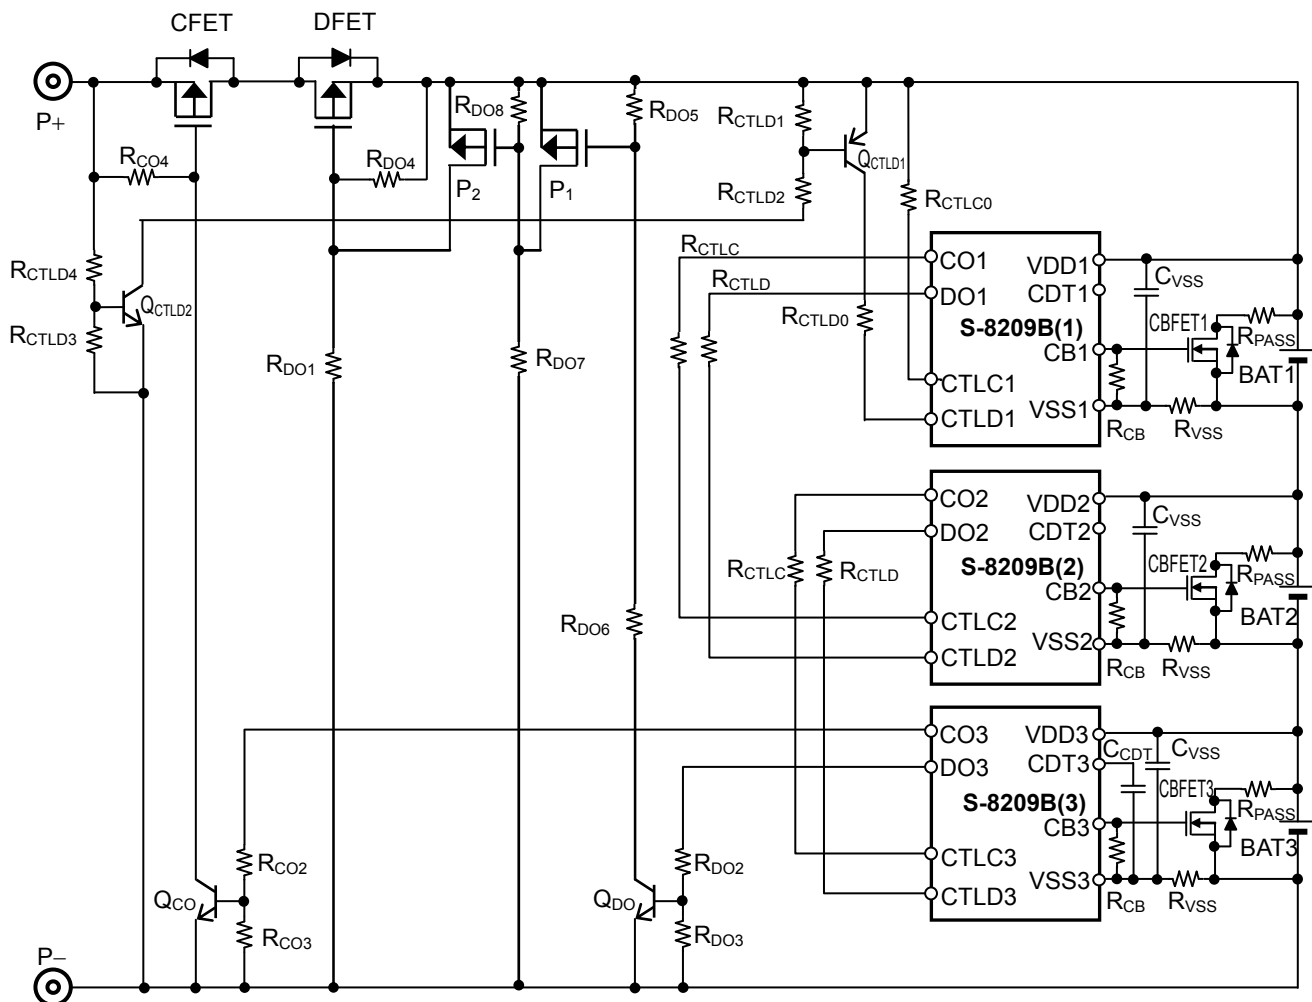 CFET
DFET
P+
RCO4
RDO4
RDO8
P2
P1
RDO5
RCTLD1
QCTLD1
RCTLD2
RCTLC0
RCTLD4
QCTLD2
RCTLD3
RDO1
RDO7
RCTLC
RCTLD
RCTLD0
CO1
VDD1
DO1
CDT1
S-8209B(1)
CB1
CTLC1
VSS1
CTLD1
CVSS
CBFET1
RPASS
BAT1
RCB
RVSS
CO2
VDD2
DO2
CDT2
S-8209B(2)
CB2
CTLC2
VSS2
CTLD2
CVSS
CBFET2
RPASS
BAT2
RCB
RVSS
RCTLC
RCTLD
RDO6
CO3
VDD3
DO3
CDT3
S-8209B(3)
CB3
CTLC3
VSS3
CTLD3
CCDT
CVSS
CBFET3
RPASS
BAT3
RCB
RVSS
RCO2
QCO
RCO3
RDO2
QDO
RDO3
P−